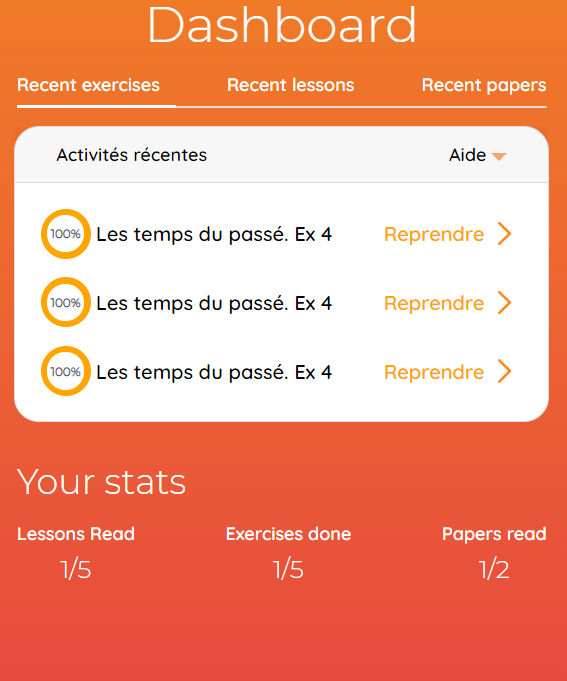 Dashboard
Recent exercises Recent lessons Recent papers
Activités récentes Aide
100% Les temps du passé. Ex 4 Reprendre
100% Les temps du passé. Ex 4 Reprendre
100% Les temps du passé. Ex 4 Reprendre
Your stats
Lessons Read Exercises done Papers read
1/5 1/5 1/2